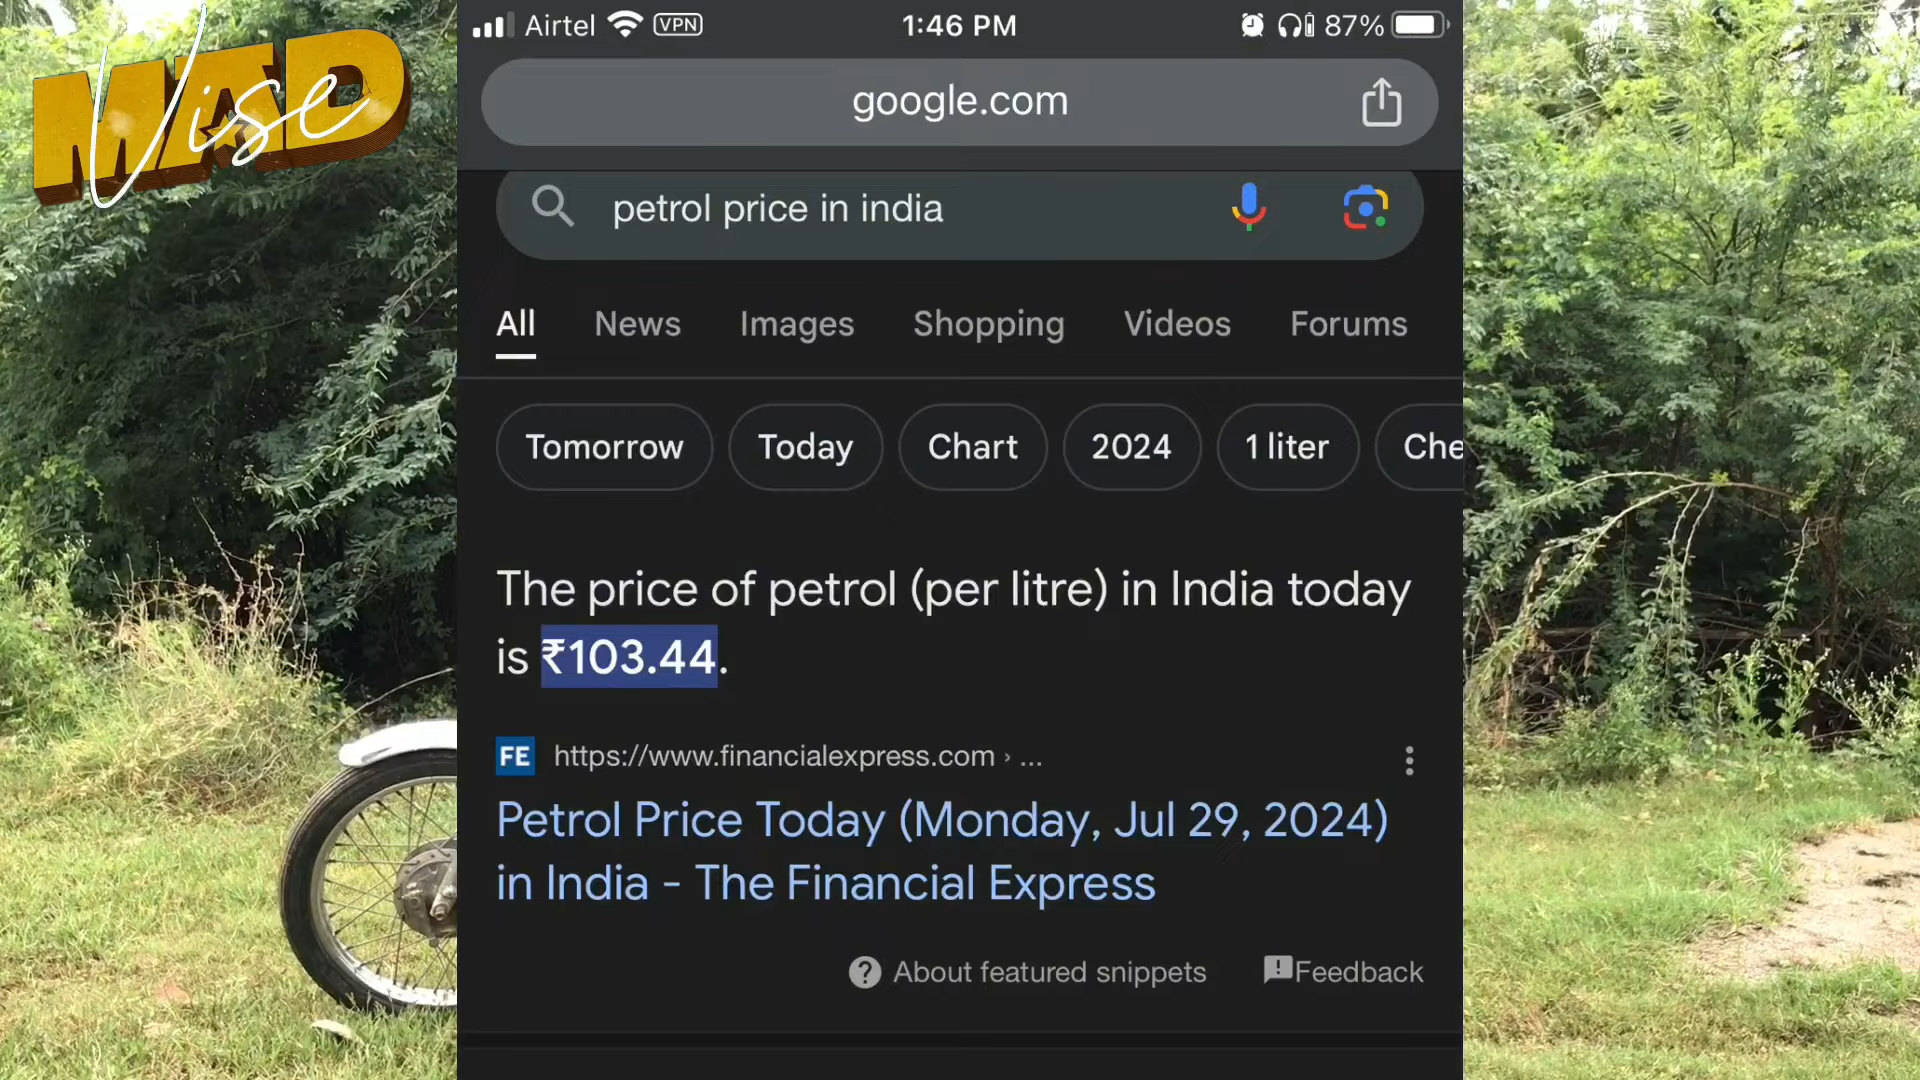 MAD
Vise
Airtel VPN 1:46 PM 87%
google.com
petrol price in india
All News Images Shopping Videos Forums
Tomorrow Today Chart 2024 1 liter Che
The price of petrol (per litre) in India today
is ₹103.44.
FE https://www.financialexpress.com › ...
Petrol Price Today (Monday, Jul 29, 2024)
in India - The Financial Express
? About featured snippets ! Feedback